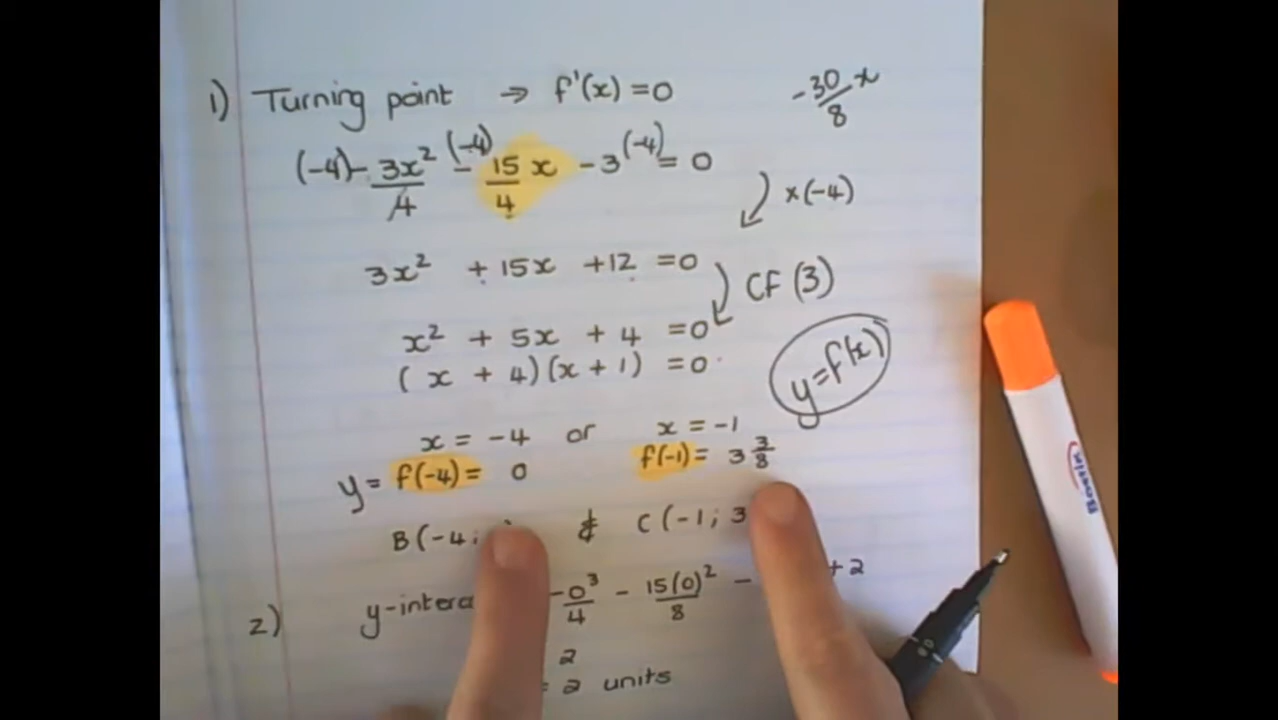 1) Turning point → f'(x) = 0
-30/8 x
(-4) - 3x²/4 (-4) - 15/4 x - 3 (-4) = 0
× (-4)
3x² + 15x + 12 = 0
CF (3)
x² + 5x + 4 = 0
(x + 4)(x + 1) = 0
y = f(x)
x = -4 or x = -1
y = f(-4) = 0 f(-1) = 3 3/8
B (-4; & C (-1; 3
2) -0³/4 - 15(0)²/8 - + 2
2
= 2 units